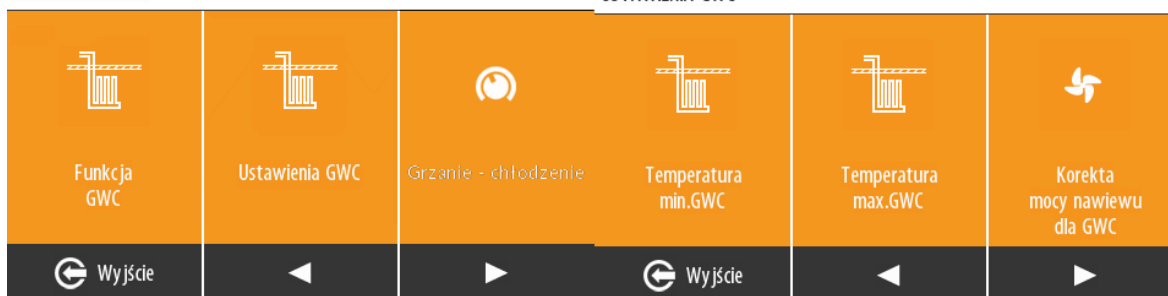 Funkcja
GWC
Ustawienia GWC
Grzanie - chłodzenie
Wyjście
Temperatura
min.GWC
Temperatura
max.GWC
Korekta
mocy nawiewu
dla GWC
Wyjście